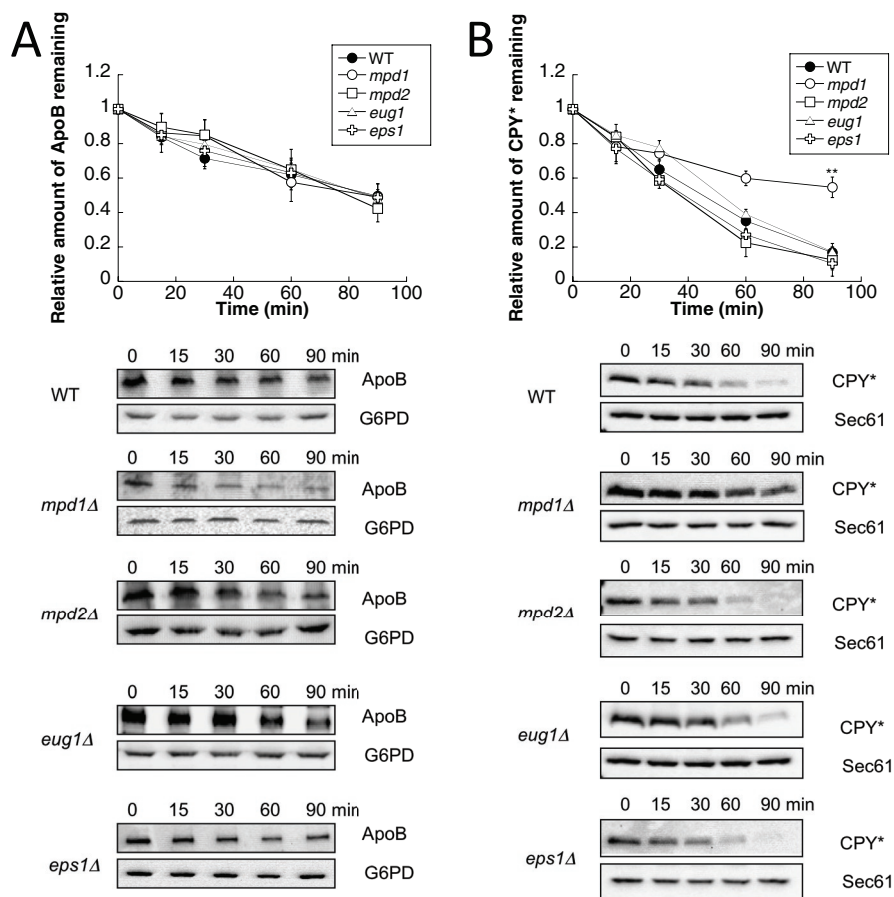 A
Relative amount of ApoB remaining
1.2
1
0.8
0.6
0.4
0.2
0
0 20 40 60 80 100
Time (min)
WT
mpd1
mpd2
eug1
eps1
WT
0 15 30 60 90 min
ApoB
G6PD
mpd1Δ
0 15 30 60 90 min
ApoB
G6PD
mpd2Δ
0 15 30 60 90 min
ApoB
G6PD
eug1Δ
0 15 30 60 90 min
ApoB
G6PD
eps1Δ
0 15 30 60 90 min
ApoB
G6PD
B
Relative amount of CPY* remaining
1.2
1
0.8
0.6
0.4
0.2
0
0 20 40 60 80 100
Time (min)
WT
mpd1
mpd2
eug1
eps1
**
WT
0 15 30 60 90 min
CPY*
Sec61
mpd1Δ
0 15 30 60 90 min
CPY*
Sec61
mpd2Δ
0 15 30 60 90 min
CPY*
Sec61
eug1Δ
0 15 30 60 90 min
CPY*
Sec61
eps1Δ
0 15 30 60 90 min
CPY*
Sec61